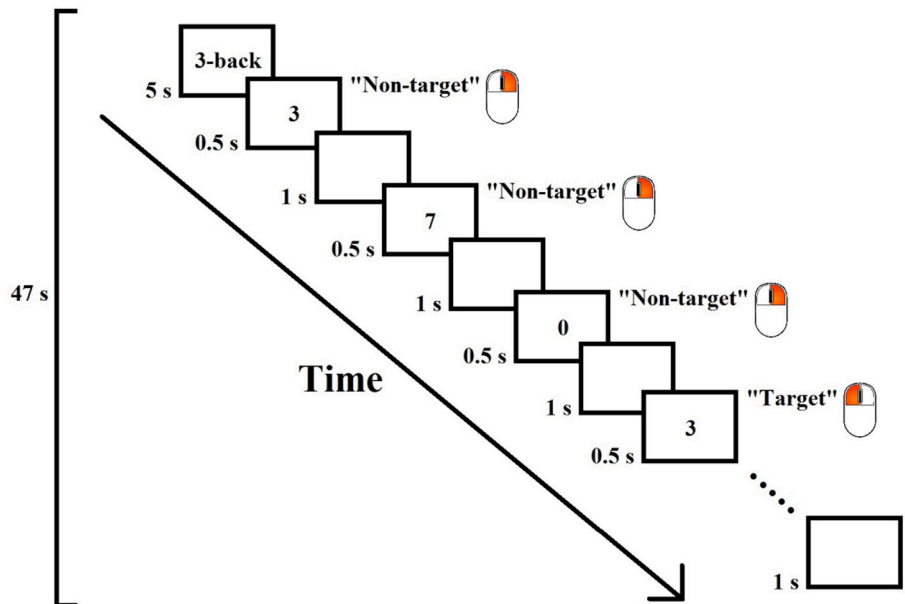 3-back
5 s
"Non-target"
3
0.5 s
1 s
"Non-target"
7
0.5 s
47 s
1 s
"Non-target"
0
0.5 s
Time
1 s
"Target"
3
0.5 s
1 s